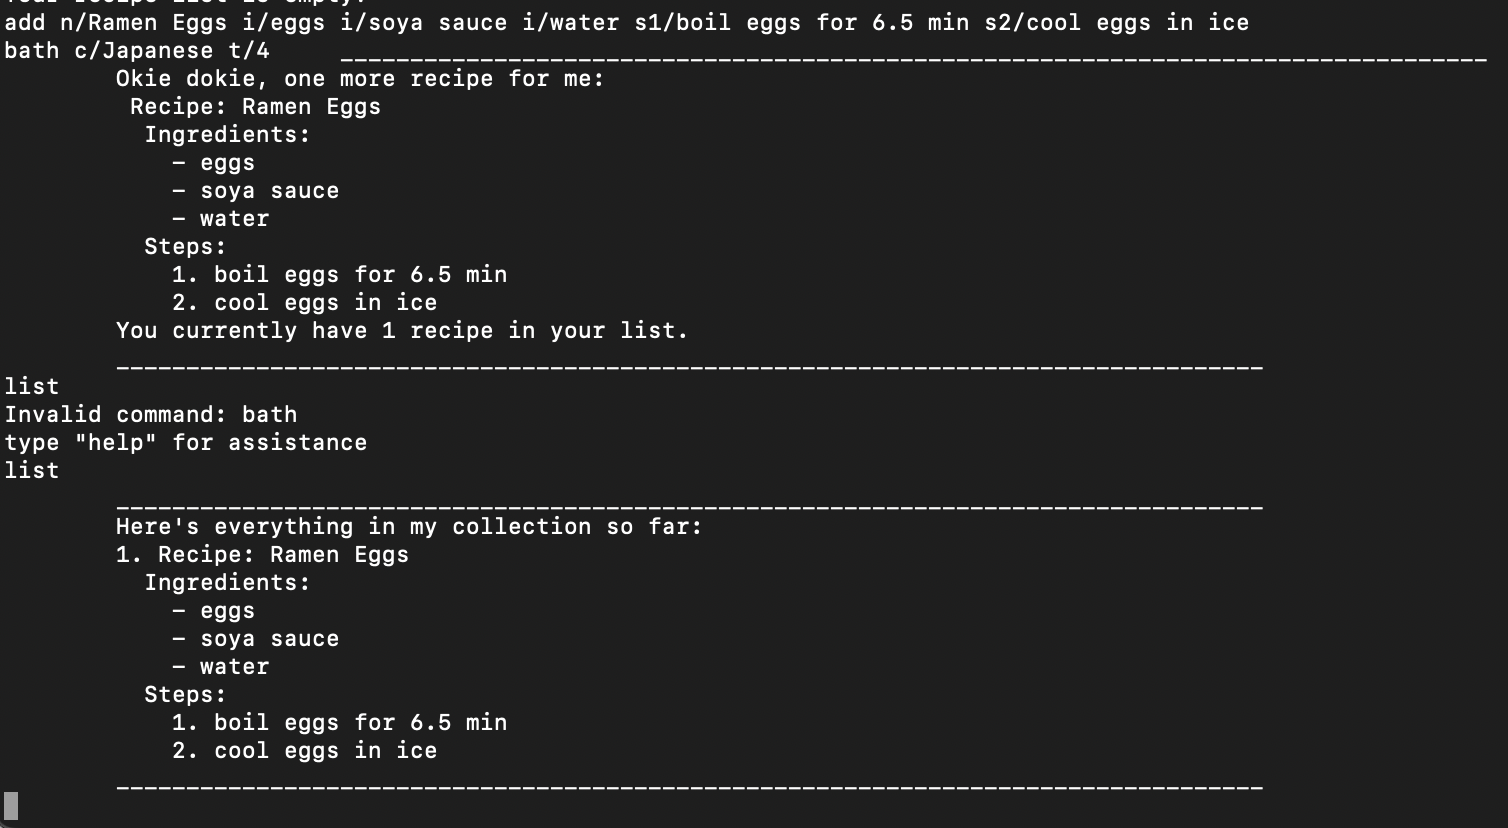 add n/Ramen Eggs i/eggs i/soya sauce i/water s1/boil eggs for 6.5 min s2/cool eggs in ice
bath c/Japanese t/4     __________________________________________________________________________________
Okie dokie, one more recipe for me:
Recipe: Ramen Eggs
Ingredients:
- eggs
- soya sauce
- water
Steps:
1. boil eggs for 6.5 min
2. cool eggs in ice
You currently have 1 recipe in your list.
__________________________________________________________________________________
list
Invalid command: bath
type "help" for assistance
list
__________________________________________________________________________________
Here's everything in my collection so far:
1. Recipe: Ramen Eggs
Ingredients:
- eggs
- soya sauce
- water
Steps:
1. boil eggs for 6.5 min
2. cool eggs in ice
__________________________________________________________________________________